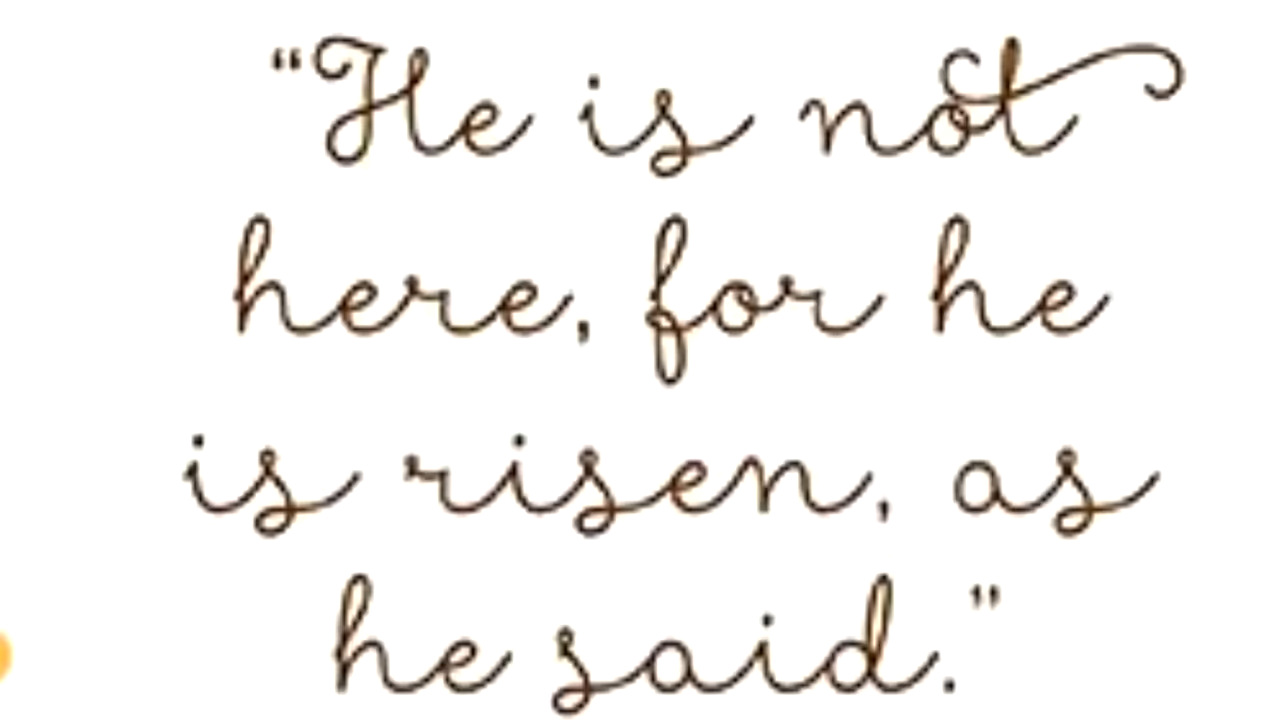 “He is not
here, for he
is risen, as
he said.”